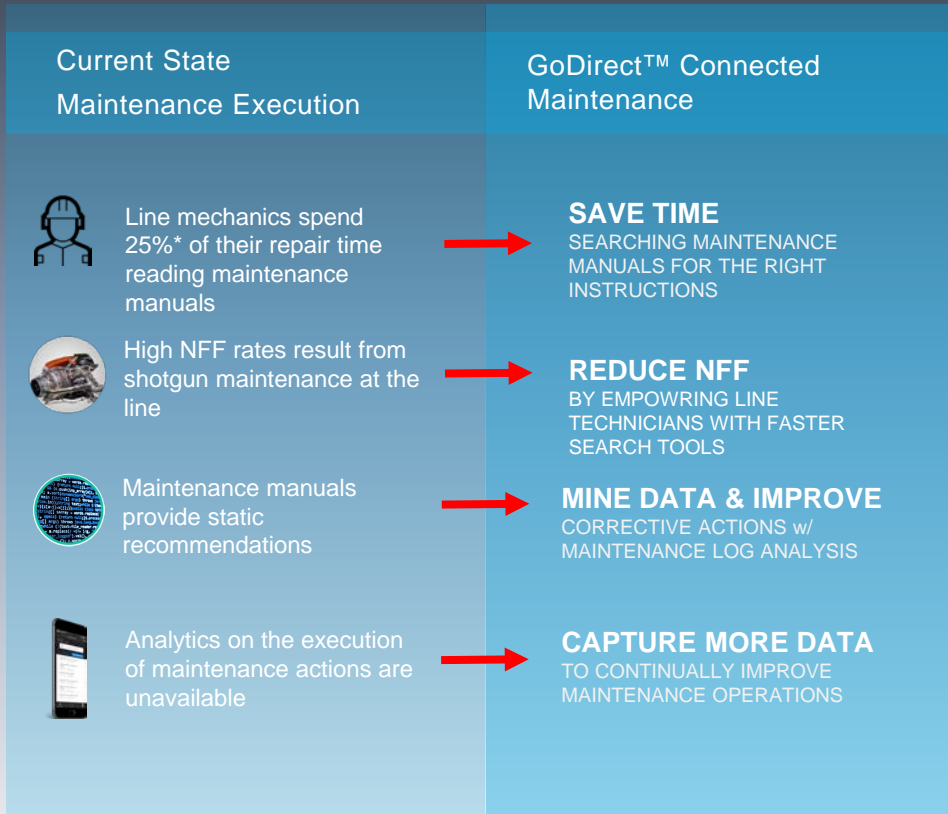 Current State
Maintenance Execution
GoDirect™ Connected
Maintenance
Line mechanics spend
25%* of their repair time
reading maintenance
manuals
SAVE TIME
SEARCHING MAINTENANCE
MANUALS FOR THE RIGHT
INSTRUCTIONS
High NFF rates result from
shotgun maintenance at the
line
REDUCE NFF
BY EMPOWRING LINE
TECHNICIANS WITH FASTER
SEARCH TOOLS
Maintenance manuals
provide static
recommendations
MINE DATA & IMPROVE
CORRECTIVE ACTIONS w/
MAINTENANCE LOG ANALYSIS
Analytics on the execution
of maintenance actions are
unavailable
CAPTURE MORE DATA
TO CONTINUALLY IMPROVE
MAINTENANCE OPERATIONS